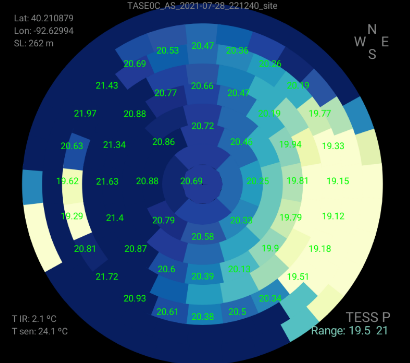 TASE0C_AS_2021-07-28_221240_site
Lat: 40.210879
Lon: -92.62994
SL: 262 m
N
W E
S
20.47
20.53 20.36
20.69 20.26
21.43 20.66 20.19
20.77 20.47
21.97 20.88 19.77
20.72
20.63 21.34 20.86 19.94 19.33
19.62 21.63 20.88 20.69 19.81 19.15
19.29 21.4 20.79 20.32 19.79 19.12
20.58
20.81 20.87 19.9 19.18
21.72 20.6 20.39 19.51
20.93 20.34
20.61 20.38 20.5
T IR: 2.1 ºC
T sen: 24.1 ºC
TESS P
Range: 19.5 21